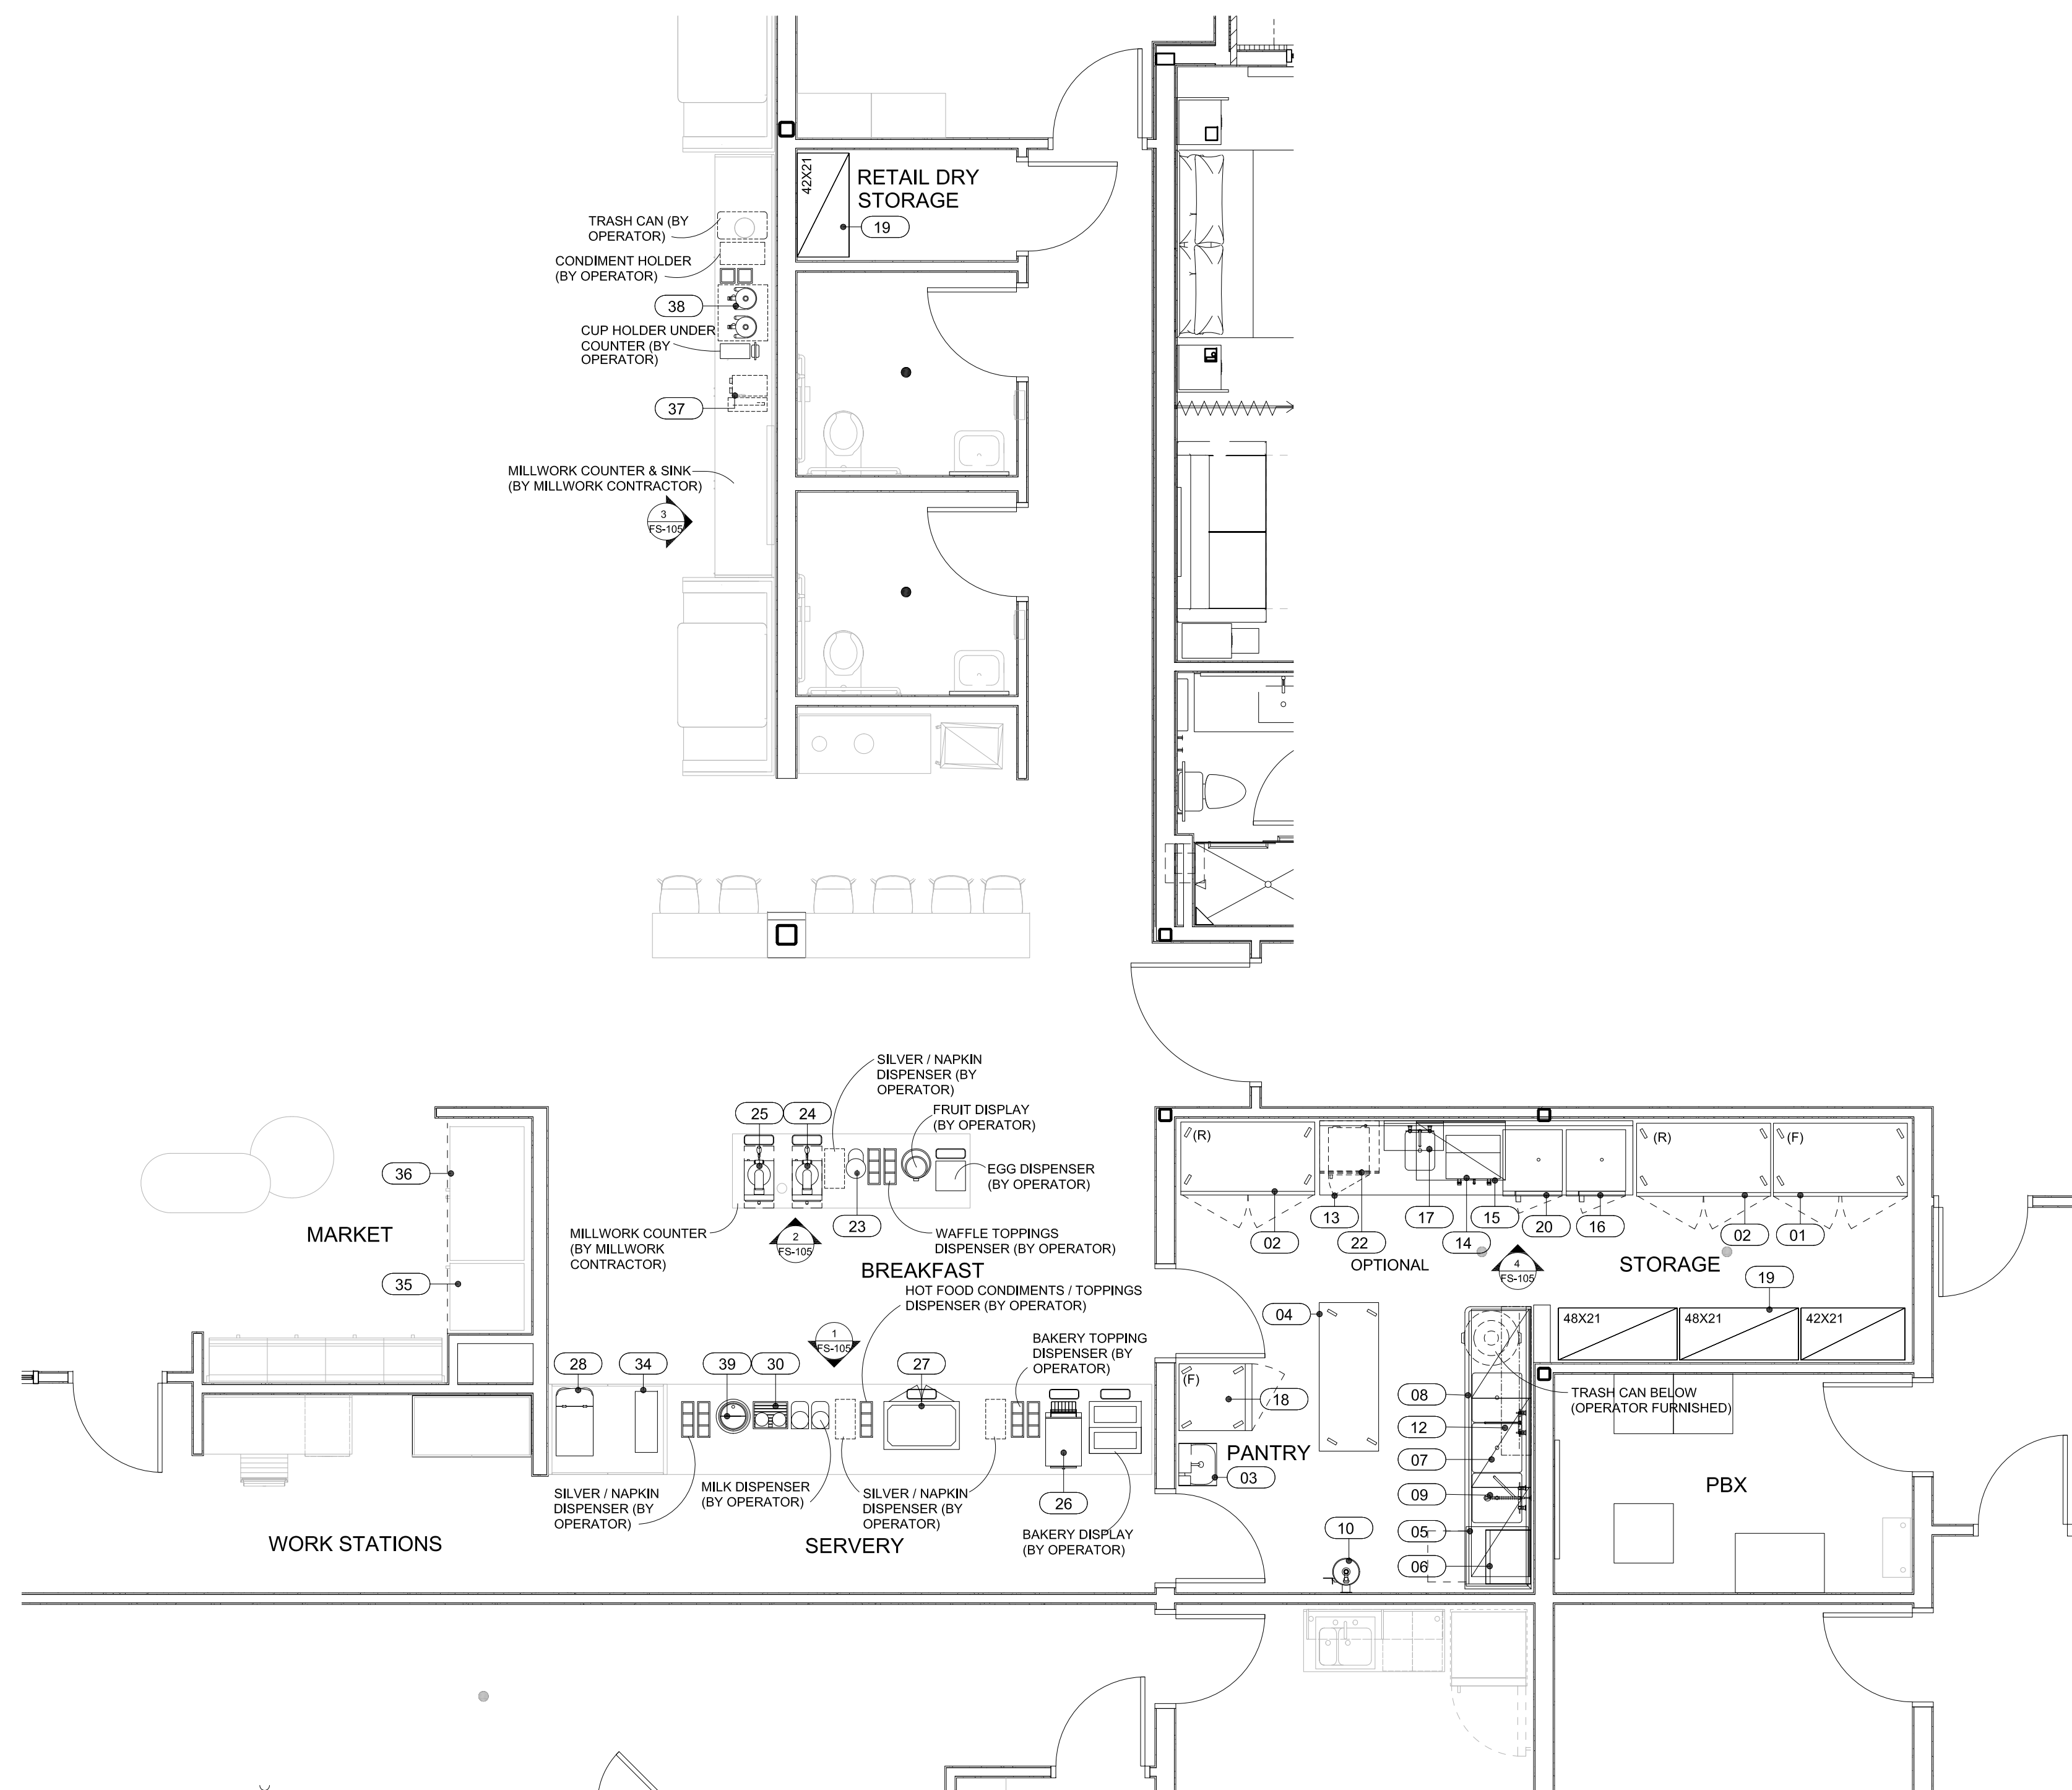 42X21
RETAIL DRY
STORAGE
19
TRASH CAN (BY
OPERATOR)
CONDIMENT HOLDER
(BY OPERATOR)
38
CUP HOLDER UNDER
COUNTER (BY
OPERATOR)
37
MILLWORK COUNTER & SINK
(BY MILLWORK CONTRACTOR)
3
FS-105
SILVER / NAPKIN
DISPENSER (BY
OPERATOR)
25
24
FRUIT DISPLAY
(BY OPERATOR)
EGG DISPENSER
(BY OPERATOR)
36
MARKET
35
MILLWORK COUNTER
(BY MILLWORK
CONTRACTOR)
2
FS-105
23
WAFFLE TOPPINGS
DISPENSER (BY OPERATOR)
BREAKFAST
HOT FOOD CONDIMENTS / TOPPINGS
DISPENSER (BY OPERATOR)
1
FS-105
BAKERY TOPPING
DISPENSER (BY
OPERATOR)
28
34
39
30
27
SILVER / NAPKIN
DISPENSER (BY
OPERATOR)
MILK DISPENSER
(BY OPERATOR)
SILVER / NAPKIN
DISPENSER (BY
OPERATOR)
26
BAKERY DISPLAY
(BY OPERATOR)
WORK STATIONS
SERVERY
(R)
(R)
(F)
02
13
22
17
14
15
20
16
02
01
OPTIONAL
4
FS-105
STORAGE
19
04
48X21
48X21
42X21
(F)
18
08
TRASH CAN BELOW
(OPERATOR FURNISHED)
12
PANTRY
03
07
09
PBX
10
05
06